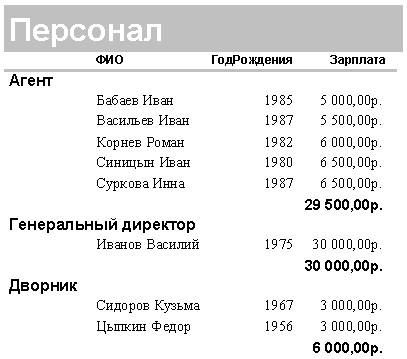 Персонал
ФИО ГодРождения Зарплата
Агент
Бабаев Иван 1985 5 000,00р.
Васильев Иван 1987 5 500,00р.
Корнев Роман 1982 6 000,00р.
Синицын Иван 1980 6 500,00р.
Суркова Инна 1987 6 500,00р.
29 500,00р.
Генеральный директор
Иванов Василий 1975 30 000,00р.
30 000,00р.
Дворник
Сидоров Кузьма 1967 3 000,00р.
Цыпкин Федор 1956 3 000,00р.
6 000,00р.